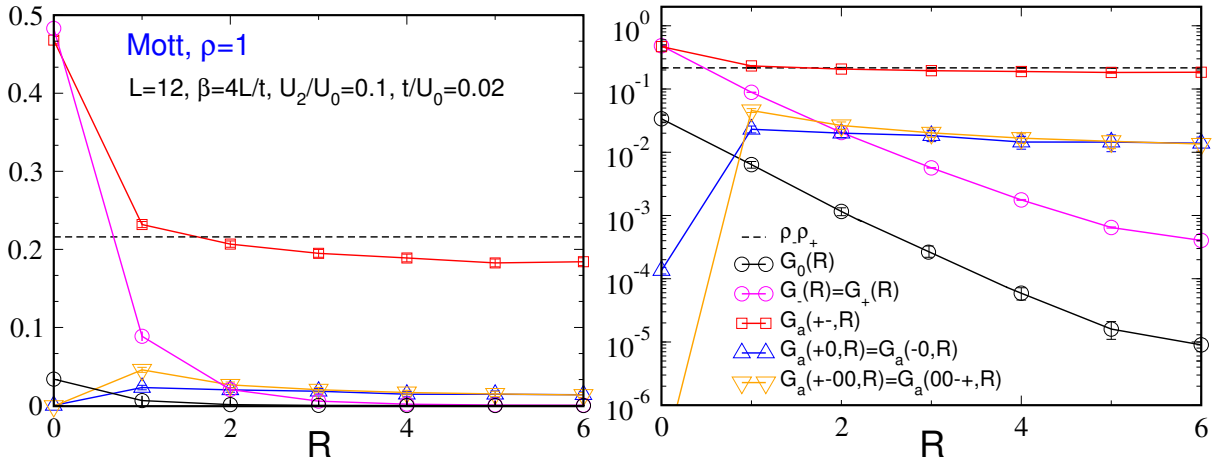 0.5
0.4
0.3
0.2
0.1
0
Mott, ρ=1
L=12, β=4L/t, U₂/U₀=0.1, t/U₀=0.02
0 2 4 6
R
10⁰
10⁻¹
10⁻²
10⁻³
10⁻⁴
10⁻⁵
10⁻⁶
ρ₋ρ₊
G₀(R)
G₋(R)=G₊(R)
Gₐ(+-,R)
Gₐ(+0,R)=Gₐ(-0,R)
Gₐ(+-00,R)=Gₐ(00-+,R)
0 2 4 6
R